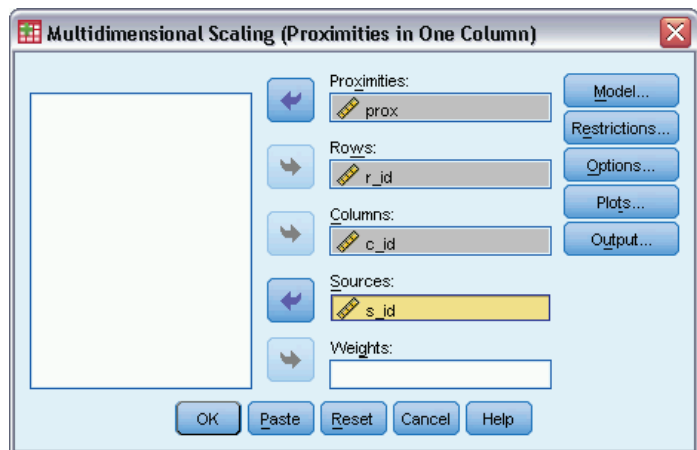 Multidimensional Scaling (Proximities in One Column)
Proximities:
prox
Rows:
r_id
Columns:
c_id
Sources:
s_id
Weights:
Model...
Restrictions...
Options...
Plots...
Output...
OK
Paste
Reset
Cancel
Help